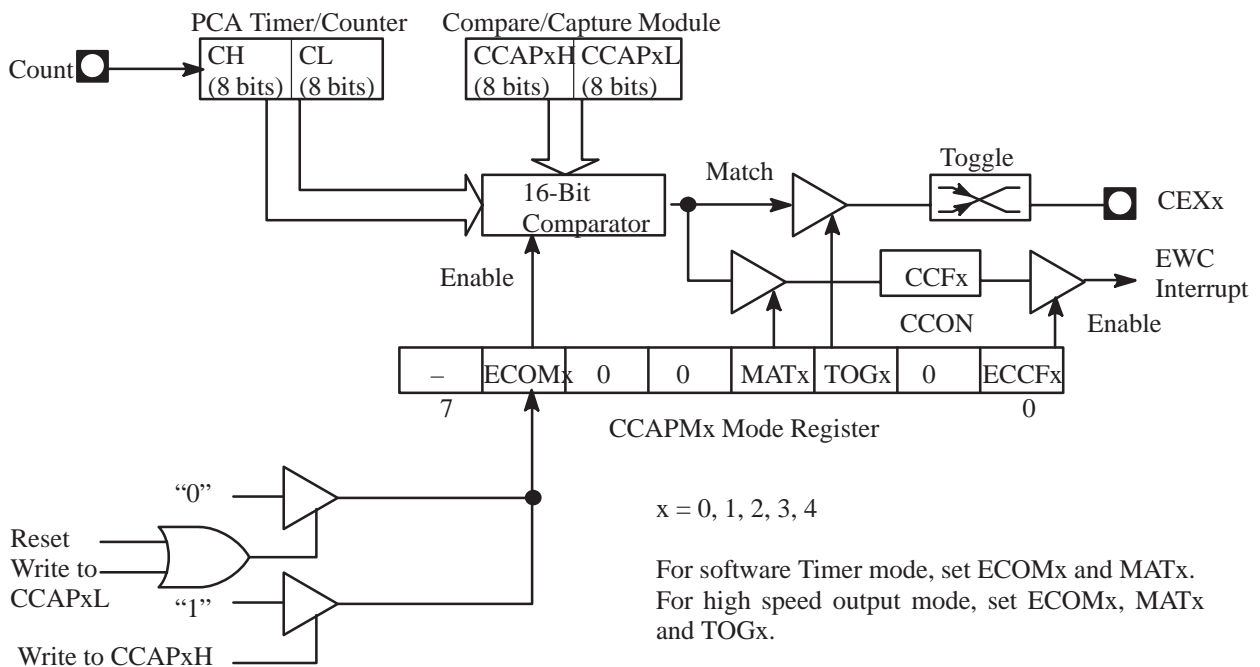 PCA Timer/Counter
Compare/Capture Module
Count
CH
(8 bits)
CL
(8 bits)
CCAPxH
(8 bits)
CCAPxL
(8 bits)
16-Bit
Comparator
Match
Toggle
CEXx
Enable
CCFx
CCON
EWC
Interrupt
Enable
– ECOMx 0 0 MATx TOGx 0 ECCFx
7 0
CCAPMx Mode Register
“0”
Reset
Write to
CCAPxL
“1”
Write to CCAPxH
x = 0, 1, 2, 3, 4
For software Timer mode, set ECOMx and MATx.
For high speed output mode, set ECOMx, MATx
and TOGx.